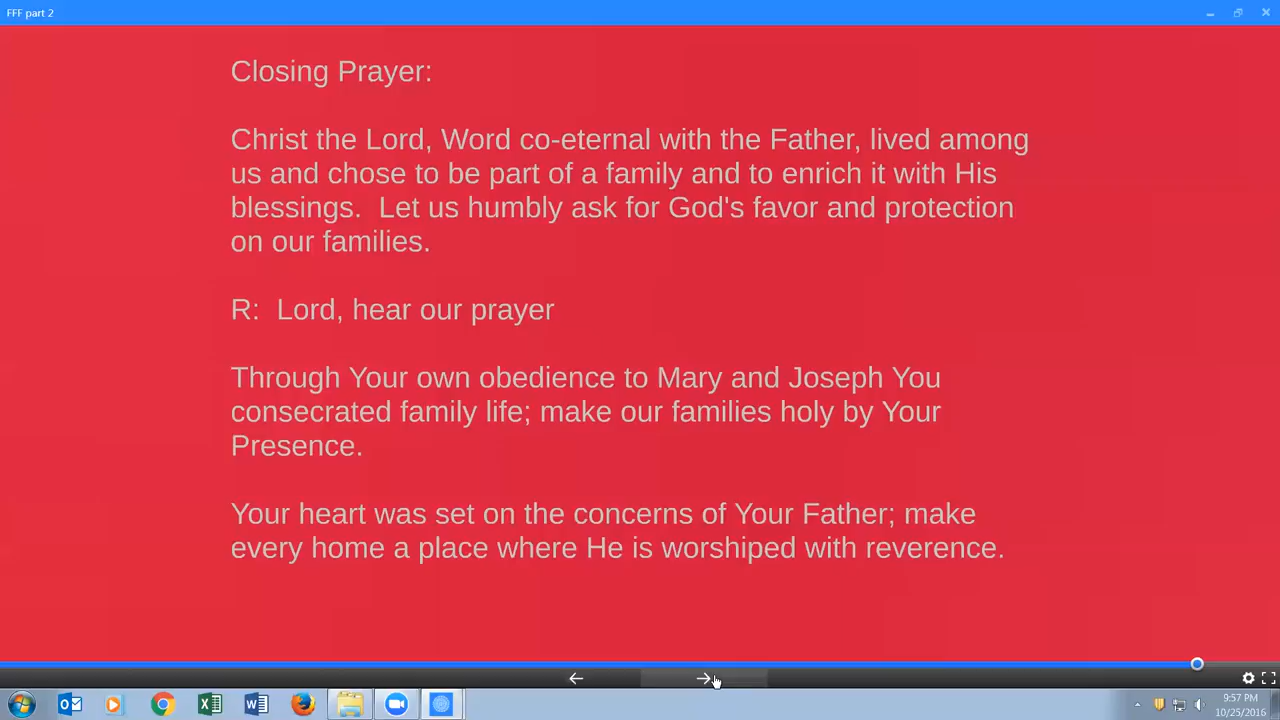 FFF part 2
Closing Prayer:
Christ the Lord, Word co-eternal with the Father, lived among
us and chose to be part of a family and to enrich it with His
blessings.  Let us humbly ask for God's favor and protection
on our families.
R:  Lord, hear our prayer
Through Your own obedience to Mary and Joseph You
consecrated family life; make our families holy by Your
Presence.
Your heart was set on the concerns of Your Father; make
every home a place where He is worshiped with reverence.
9:57 PM
10/25/2016